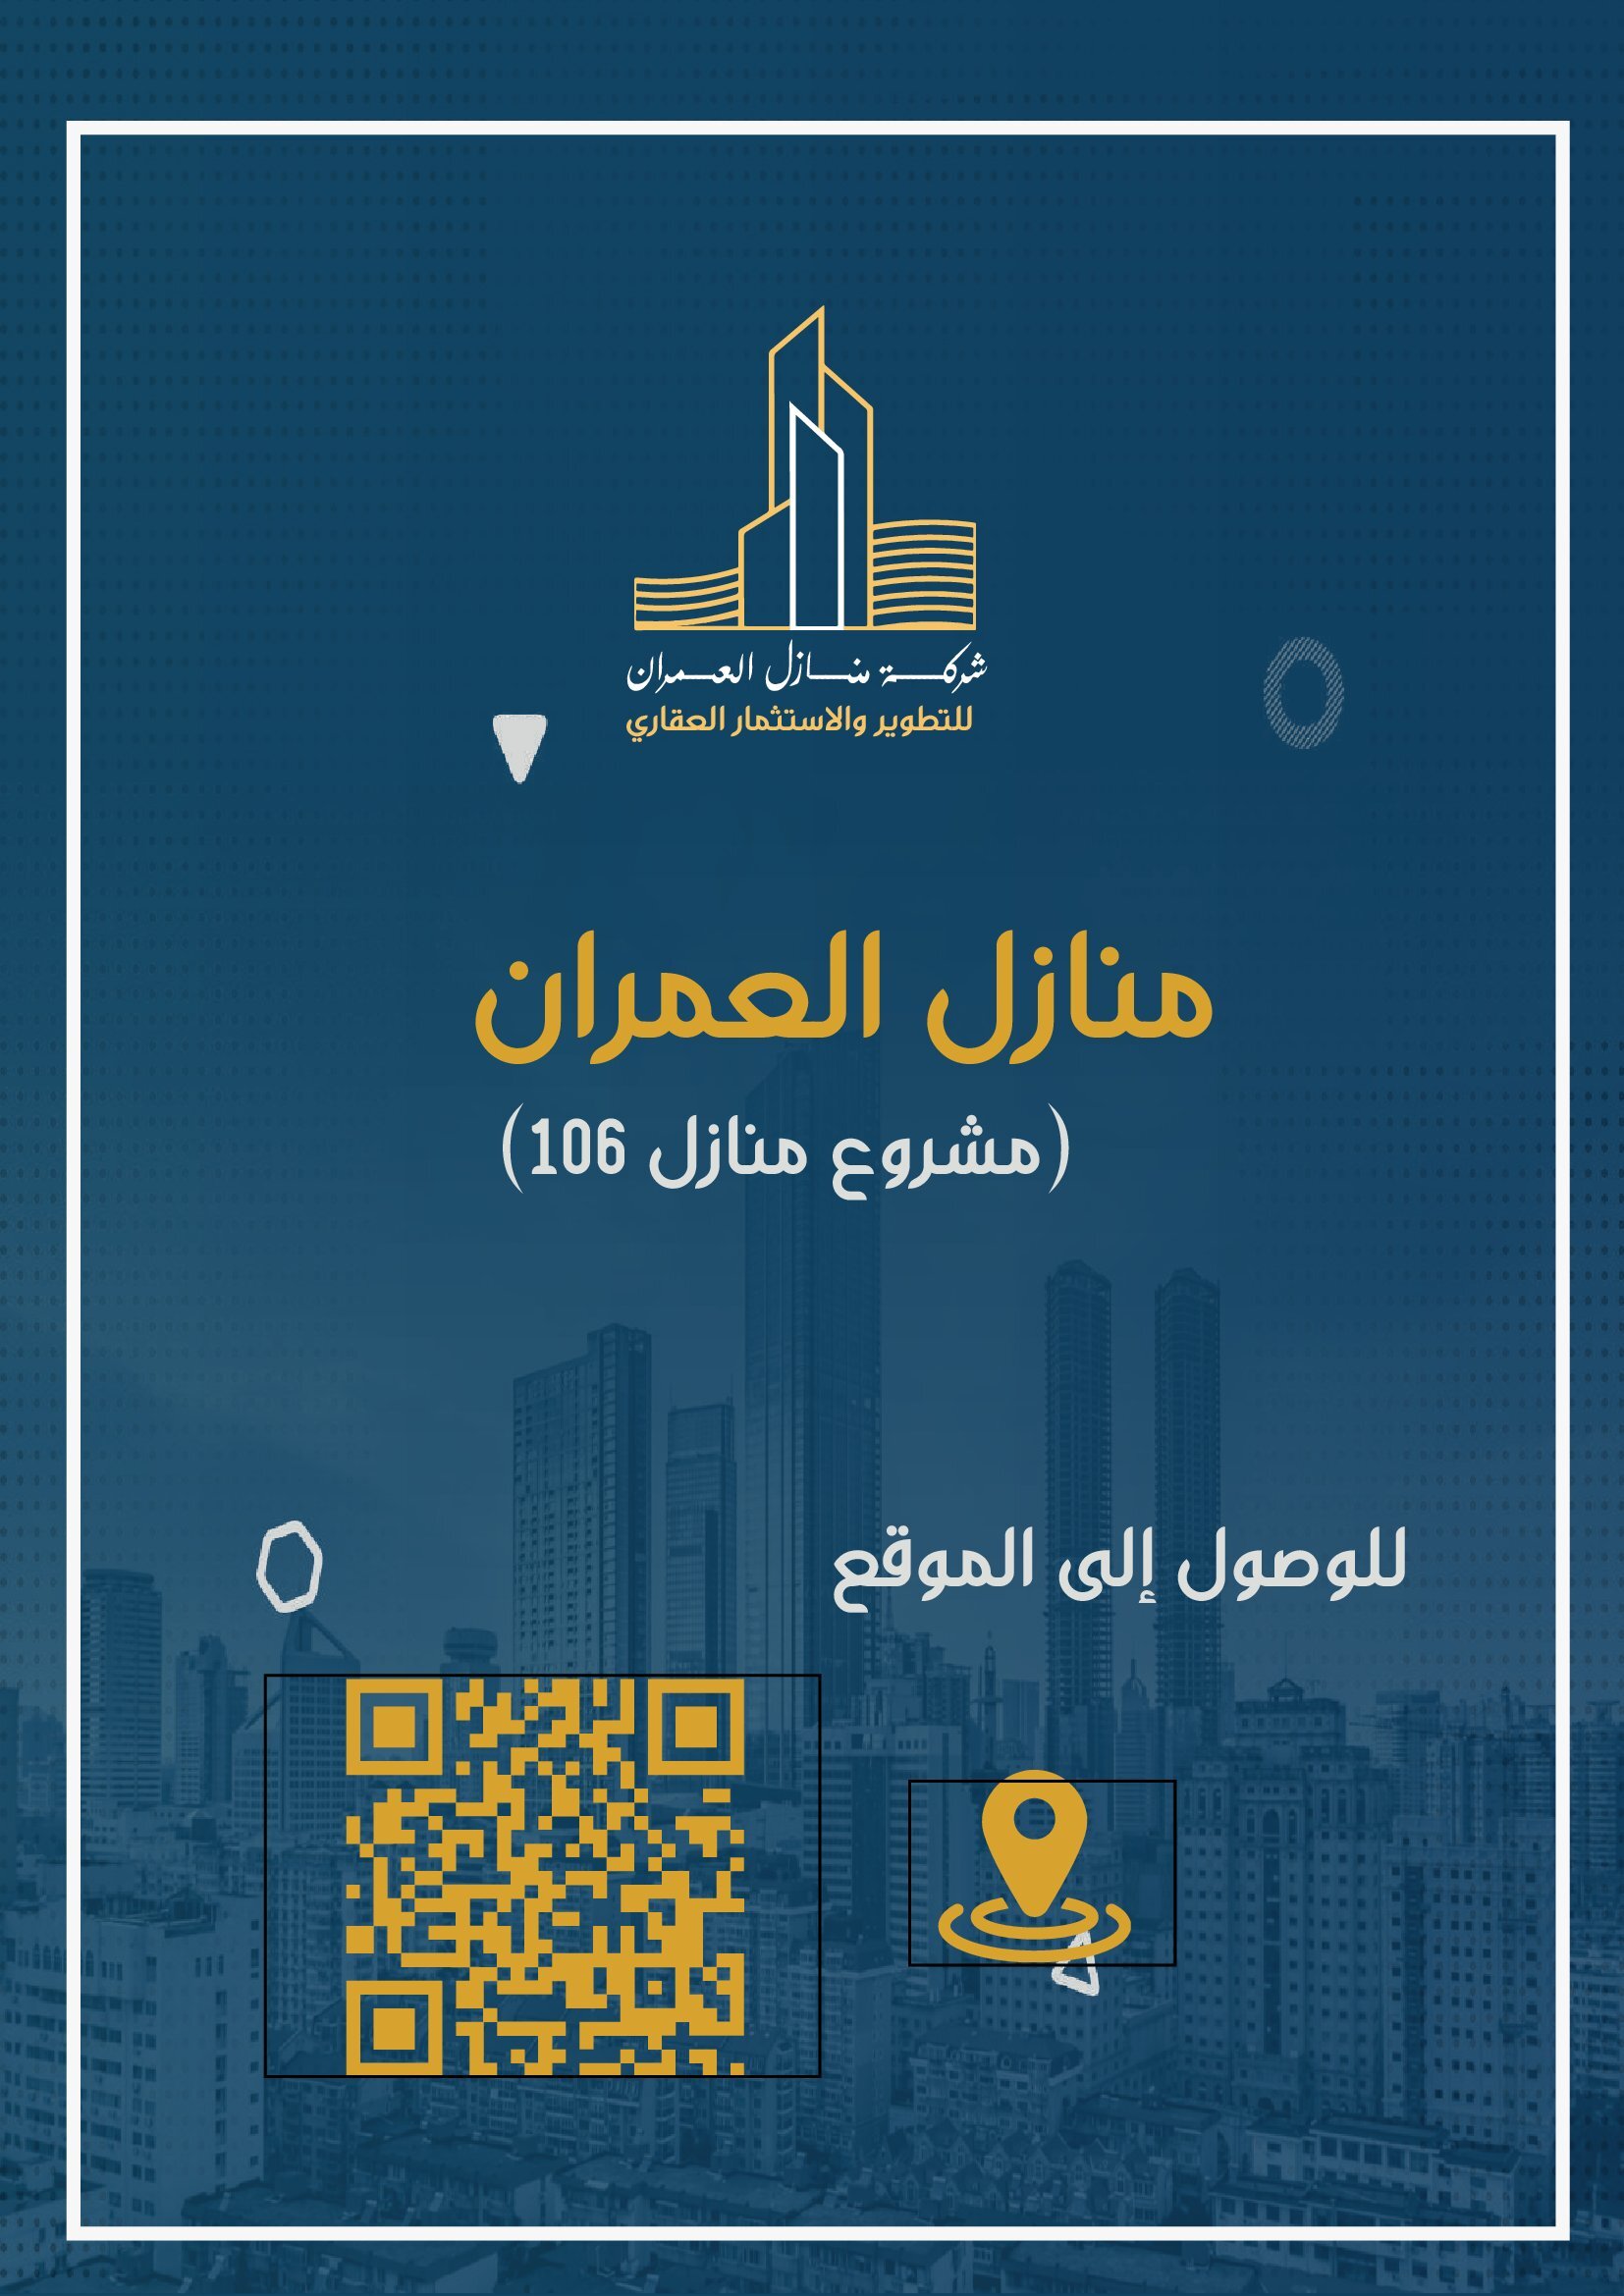 شركة منازل العمران
للتطوير والاستثمار العقاري
منازل العمران
(مشروع منازل 106)
للوصول إلى الموقع